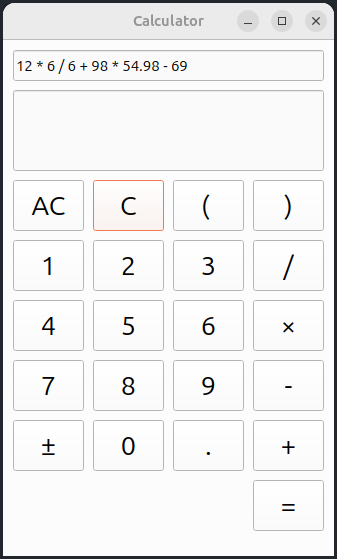 Calculator
12 * 6 / 6 + 98 * 54.98 - 69
AC C ( )
1 2 3 /
4 5 6 ×
7 8 9 -
± 0 . +
=